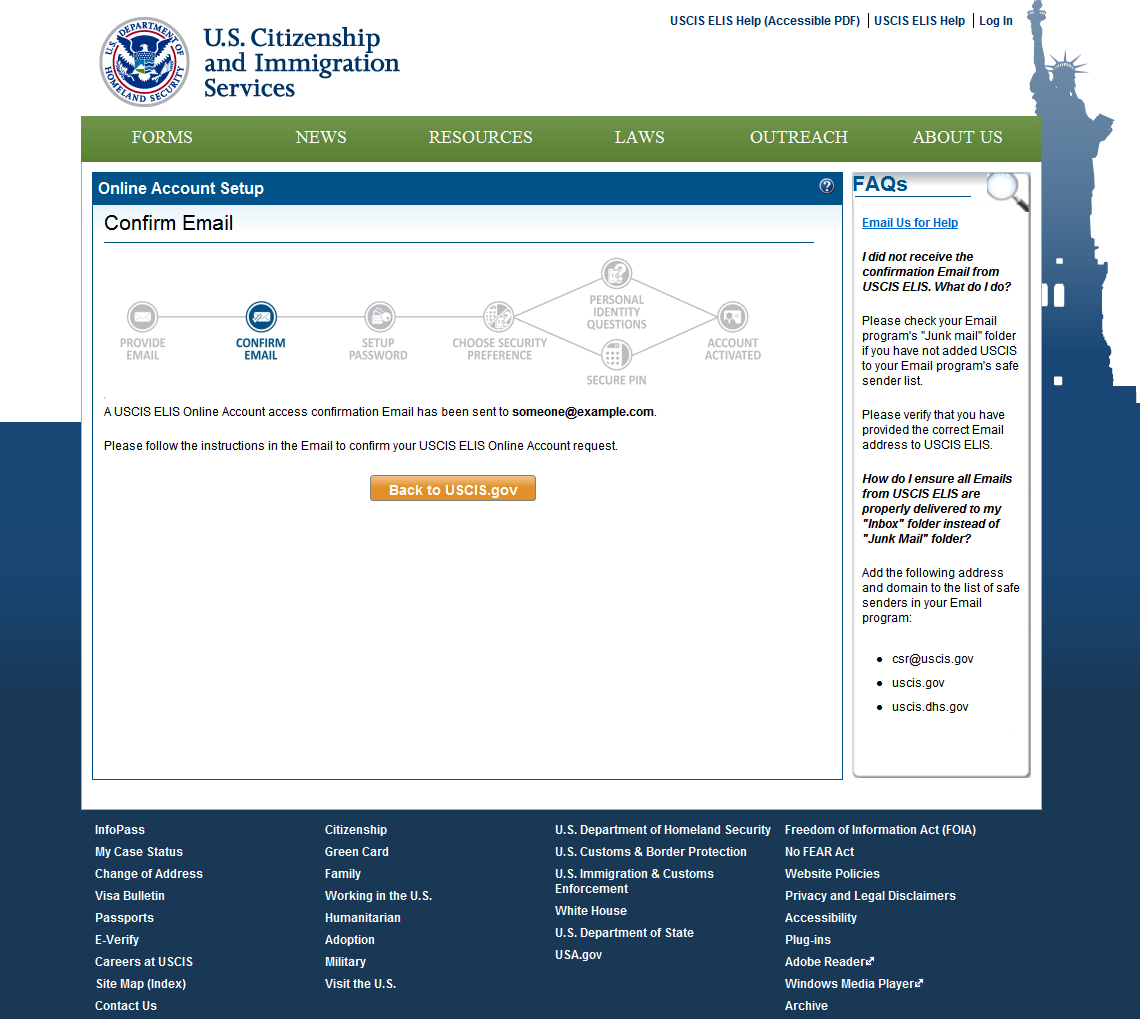 USCIS ELIS Help (Accessible PDF) | USCIS ELIS Help | Log In
U.S. DEPARTMENT OF HOMELAND SECURITY
U.S. Citizenship
and Immigration
Services
FORMS NEWS RESOURCES LAWS OUTREACH ABOUT US
Online Account Setup
Confirm Email
PROVIDE
EMAIL
CONFIRM
EMAIL
SETUP
PASSWORD
CHOOSE SECURITY
PREFERENCE
PERSONAL
IDENTITY
QUESTIONS
SECURE PIN
ACCOUNT
ACTIVATED
A USCIS ELIS Online Account access confirmation Email has been sent to someone@example.com.
Please follow the instructions in the Email to confirm your USCIS ELIS Online Account request.
Back to USCIS.gov
FAQs
Email Us for Help
I did not receive the
confirmation Email from
USCIS ELIS. What do I do?
Please check your Email
program's "Junk mail" folder
if you have not added USCIS
to your Email program's safe
sender list.
Please verify that you have
provided the correct Email
address to USCIS ELIS.
How do I ensure all Emails
from USCIS ELIS are
properly delivered to my
"Inbox" folder instead of
"Junk Mail" folder?
Add the following address
and domain to the list of safe
senders in your Email
program:
• csr@uscis.gov
• uscis.gov
• uscis.dhs.gov
InfoPass
My Case Status
Change of Address
Visa Bulletin
Passports
E-Verify
Careers at USCIS
Site Map (Index)
Contact Us
Citizenship
Green Card
Family
Working in the U.S.
Humanitarian
Adoption
Military
Visit the U.S.
U.S. Department of Homeland Security
U.S. Customs & Border Protection
U.S. Immigration & Customs
Enforcement
White House
U.S. Department of State
USA.gov
Freedom of Information Act (FOIA)
No FEAR Act
Website Policies
Privacy and Legal Disclaimers
Accessibility
Plug-ins
Adobe Reader
Windows Media Player
Archive